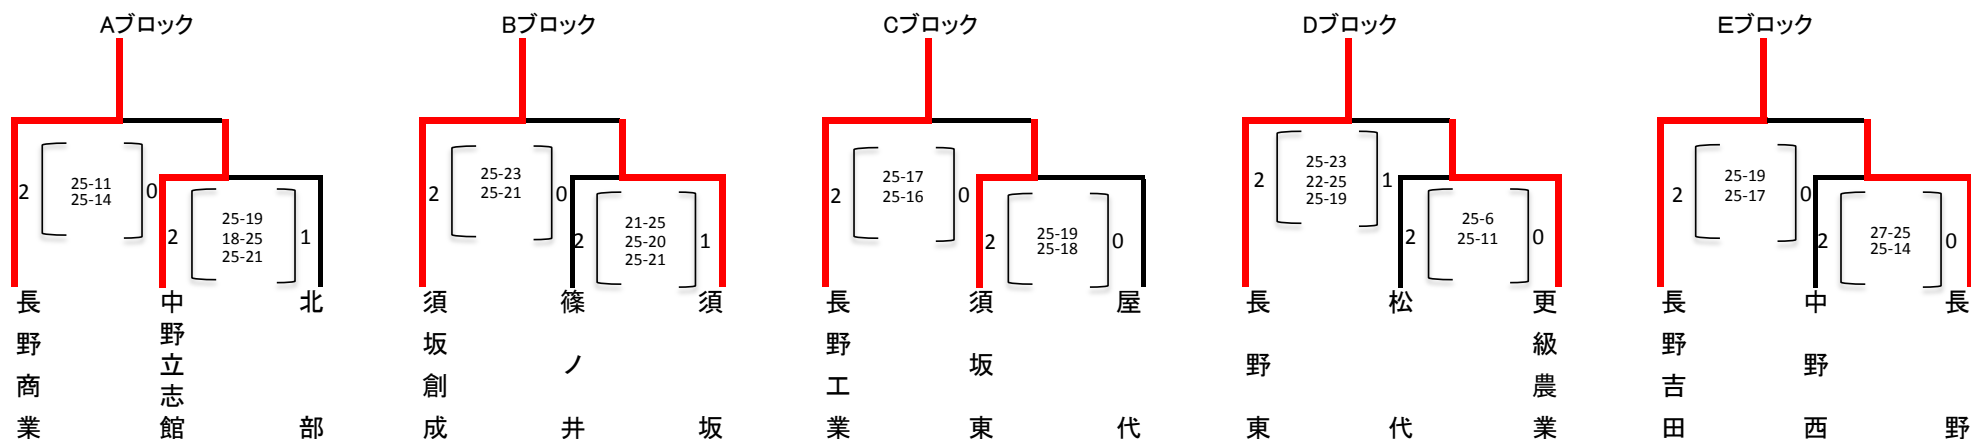 Aブロック
2
25-11
25-14
0
2
25-19
18-25
25-21
1
長野商業
中野立志館
北部
Bブロック
2
25-23
25-21
0
2
21-25
25-20
25-21
1
須坂創成
篠ノ井
須坂
Cブロック
2
25-17
25-16
0
2
25-19
25-18
0
長野工業
須坂東
屋代
Dブロック
2
25-23
22-25
25-19
1
2
25-6
25-11
0
長野東
松代
更級農業
Eブロック
2
25-19
25-17
0
2
27-25
25-14
0
長野吉田
中野西
長野